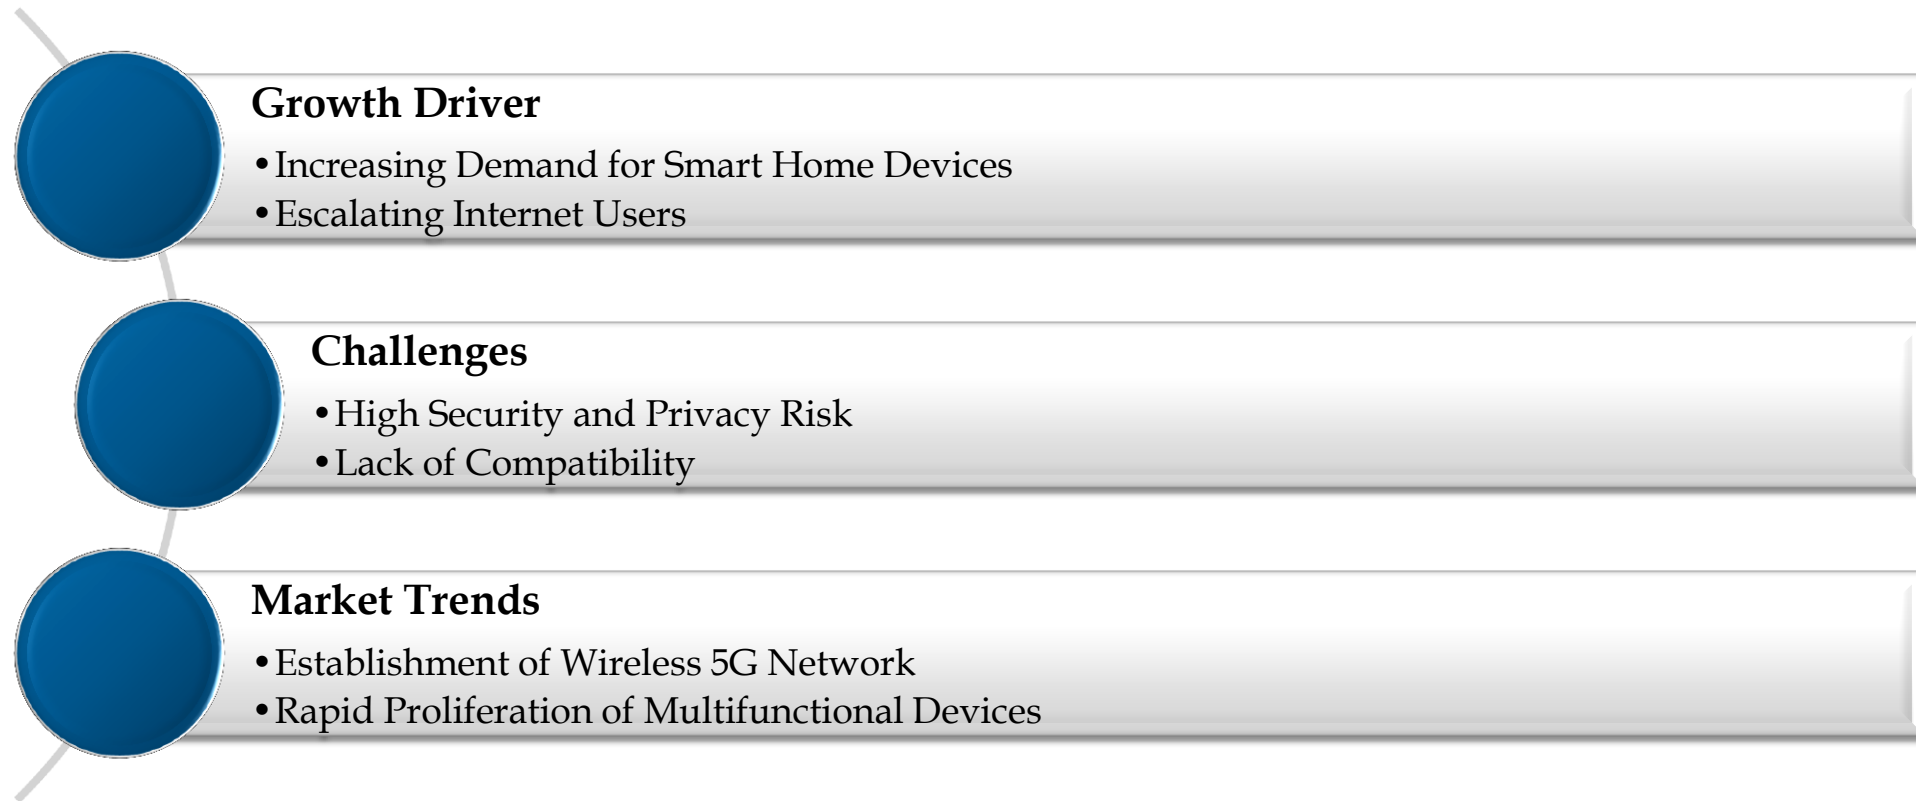 Growth Driver
•Increasing Demand for Smart Home Devices
•Escalating Internet Users
Challenges
•High Security and Privacy Risk
•Lack of Compatibility
Market Trends
•Establishment of Wireless 5G Network
•Rapid Proliferation of Multifunctional Devices